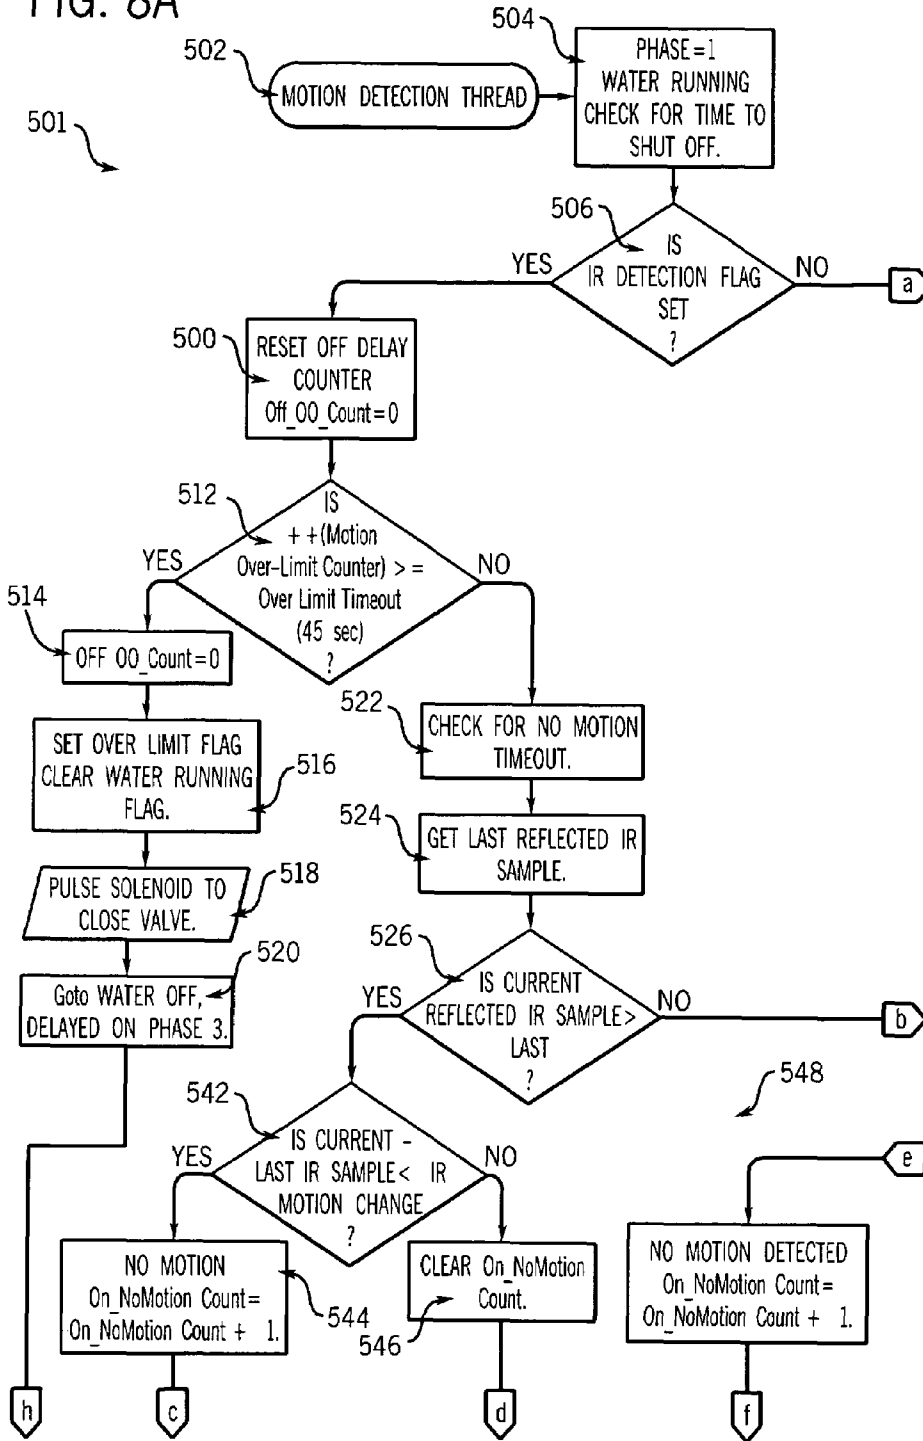 FIG. 8A
502
MOTION DETECTION THREAD
504
PHASE=1
WATER RUNNING
CHECK FOR TIME TO
SHUT OFF.
501
506
IS
IR DETECTION FLAG
SET
?
YES
NO
a
500
RESET OFF DELAY
COUNTER
Off_OO_Count=0
512
IS
++(Motion
Over-Limit Counter) >=
Over Limit Timeout
(45 sec)
?
YES
NO
514
OFF OO_Count=0
SET OVER LIMIT FLAG
CLEAR WATER RUNNING
FLAG.
516
PULSE SOLENOID TO
CLOSE VALVE.
518
Goto WATER OFF,
DELAYED ON PHASE 3.
520
522
CHECK FOR NO MOTION
TIMEOUT.
524
GET LAST REFLECTED IR
SAMPLE.
526
IS CURRENT
REFLECTED IR SAMPLE>
LAST
?
YES
NO
b
542
IS CURRENT -
LAST IR SAMPLE< IR
MOTION CHANGE
?
YES
NO
548
e
NO MOTION
On_NoMotion Count=
On_NoMotion Count + 1.
544
CLEAR On_NoMotion
Count.
546
NO MOTION DETECTED
On_NoMotion Count=
On_NoMotion Count + 1.
h
c
d
f